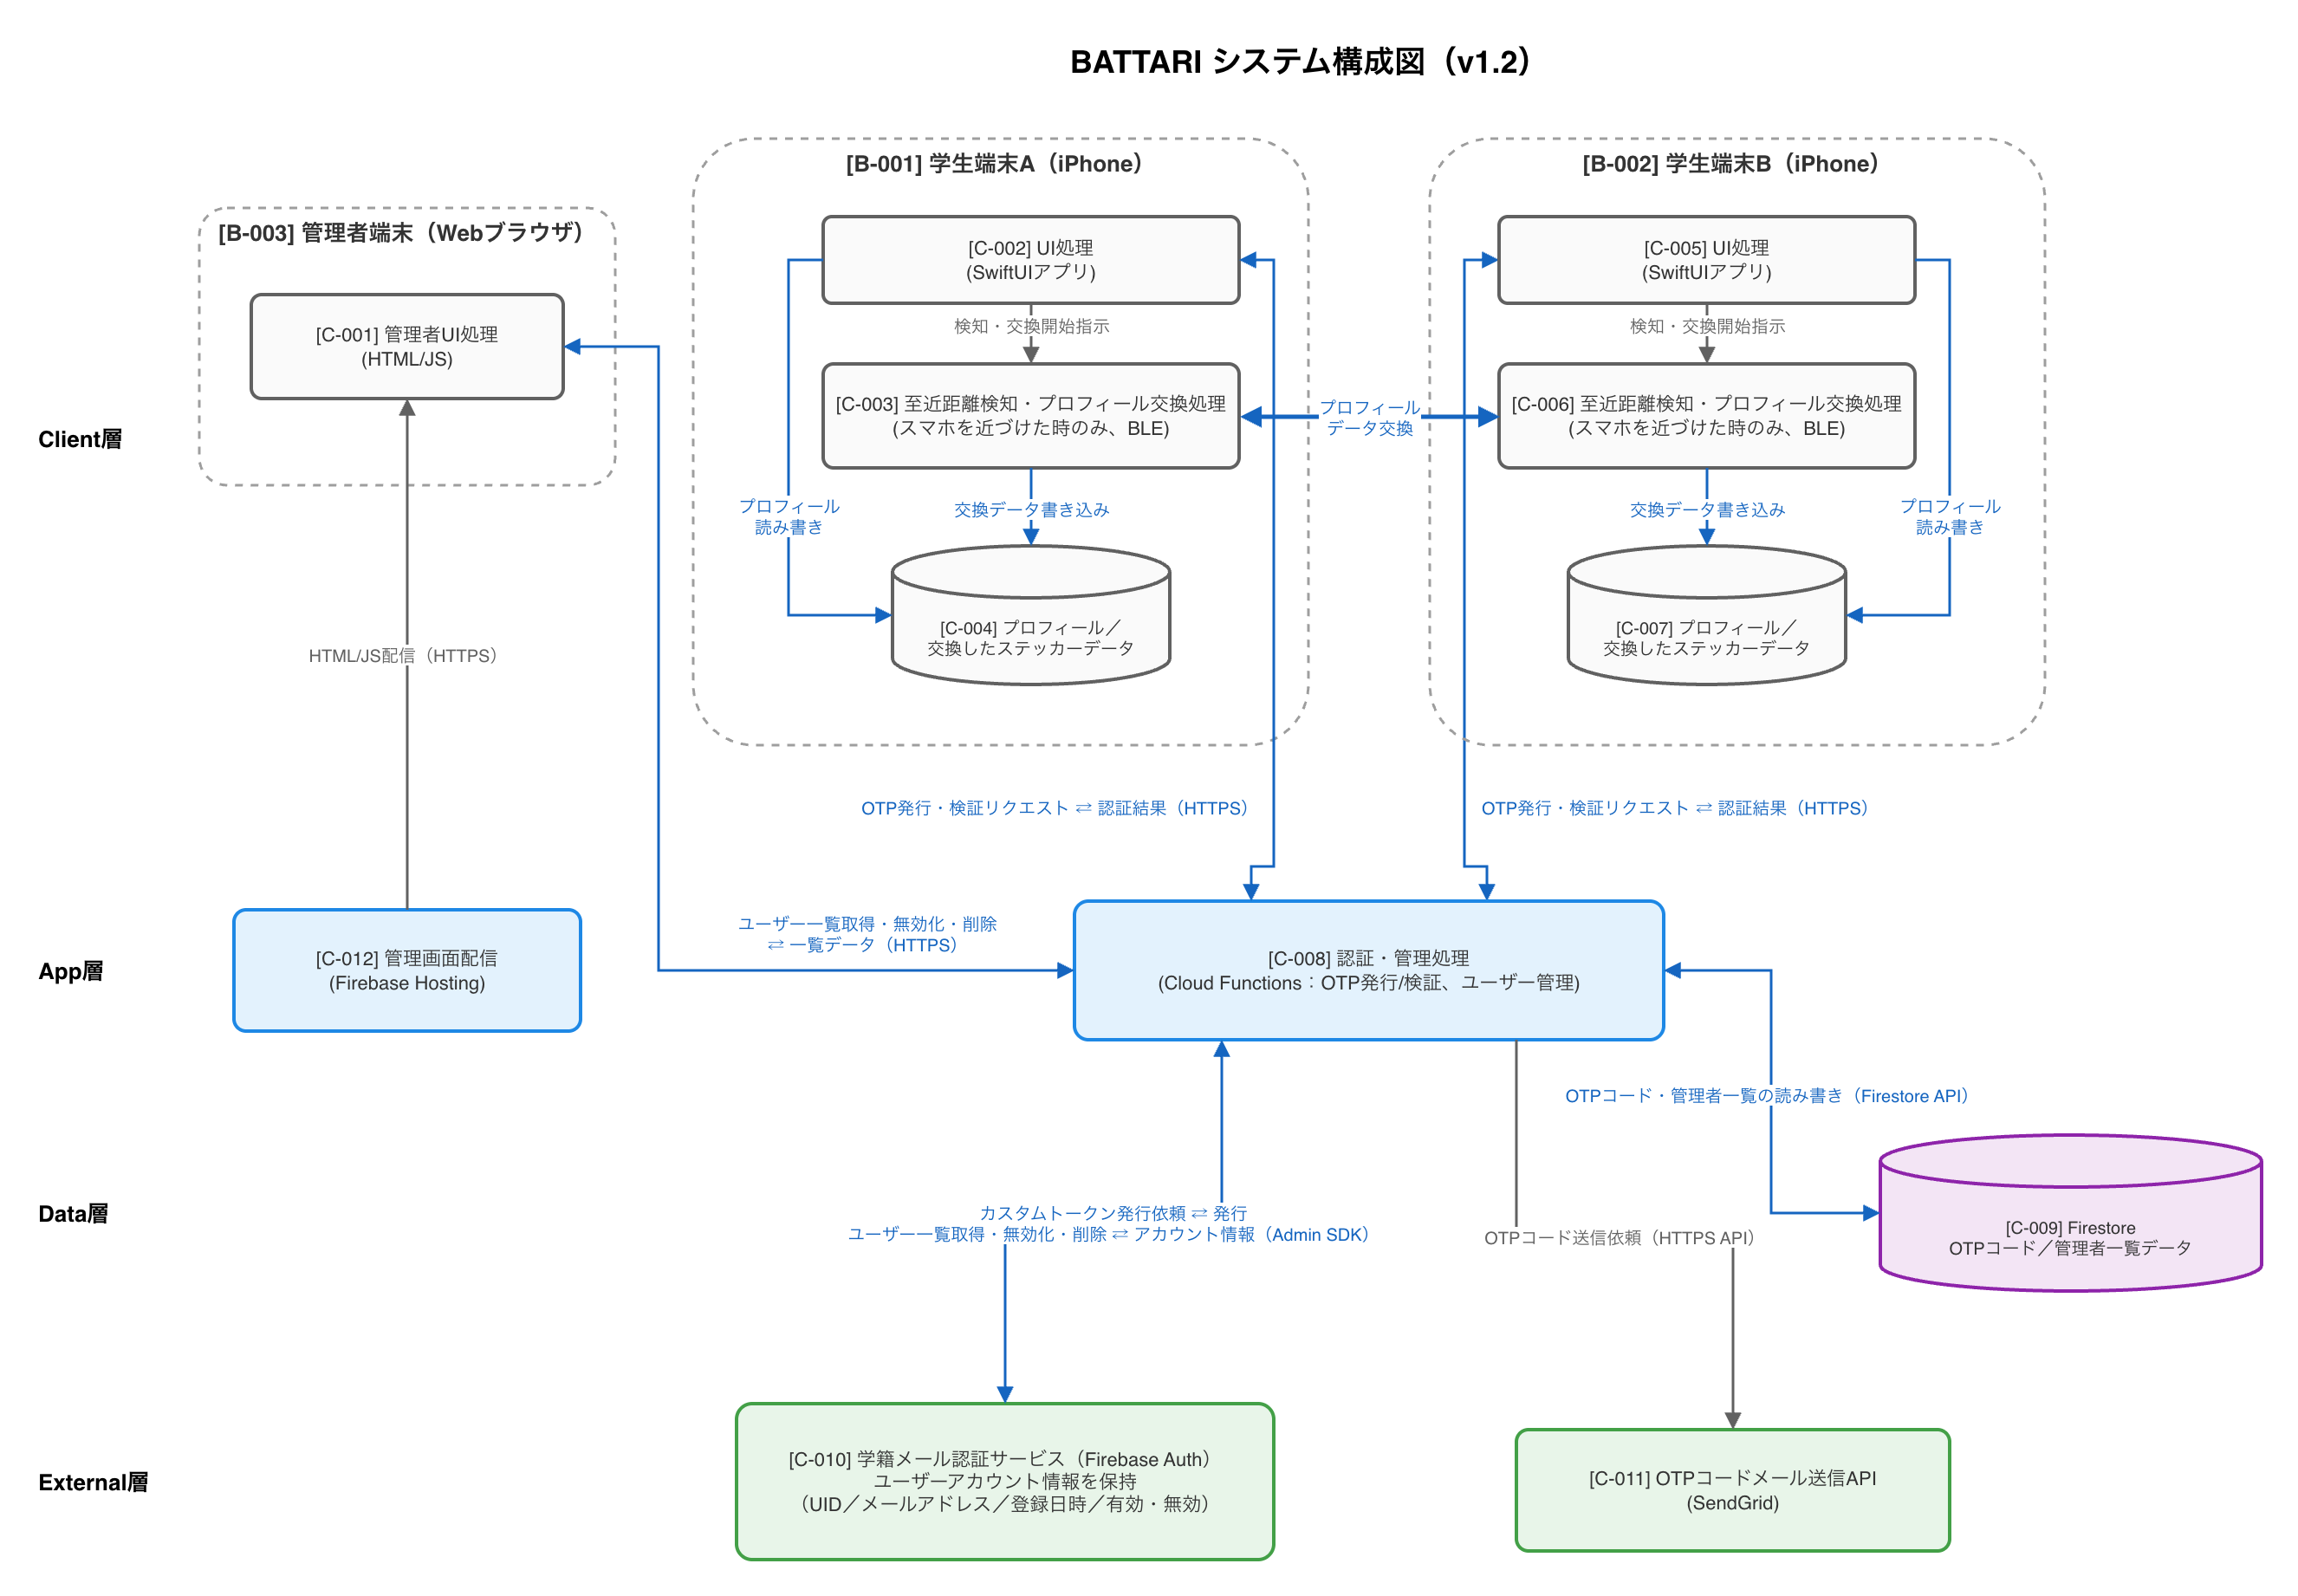 BATTARI システム構成図（v1.2）
[B-003] 管理者端末（Webブラウザ）
[C-001] 管理者UI処理
(HTML/JS)
[B-001] 学生端末A（iPhone）
[C-002] UI処理
(SwiftUIアプリ)
検知・交換開始指示
[C-003] 至近距離検知・プロフィール交換処理
(スマホを近づけた時のみ、BLE)
プロフィール
読み書き
交換データ書き込み
[C-004] プロフィール／
交換したステッカーデータ
プロフィール
データ交換
[B-002] 学生端末B（iPhone）
[C-005] UI処理
(SwiftUIアプリ)
検知・交換開始指示
[C-006] 至近距離検知・プロフィール交換処理
(スマホを近づけた時のみ、BLE)
交換データ書き込み
プロフィール
読み書き
[C-007] プロフィール／
交換したステッカーデータ
Client層
HTML/JS配信（HTTPS）
OTP発行・検証リクエスト ⇄ 認証結果（HTTPS）
OTP発行・検証リクエスト ⇄ 認証結果（HTTPS）
App層
[C-012] 管理画面配信
(Firebase Hosting)
ユーザー一覧取得・無効化・削除
⇄ 一覧データ（HTTPS）
[C-008] 認証・管理処理
(Cloud Functions：OTP発行/検証、ユーザー管理)
OTPコード・管理者一覧の読み書き（Firestore API）
Data層
カスタムトークン発行依頼 ⇄ 発行
ユーザー一覧取得・無効化・削除 ⇄ アカウント情報（Admin SDK）
OTPコード送信依頼（HTTPS API）
[C-009] Firestore
OTPコード／管理者一覧データ
External層
[C-010] 学籍メール認証サービス（Firebase Auth）
ユーザーアカウント情報を保持
（UID／メールアドレス／登録日時／有効・無効）
[C-011] OTPコードメール送信API
(SendGrid)